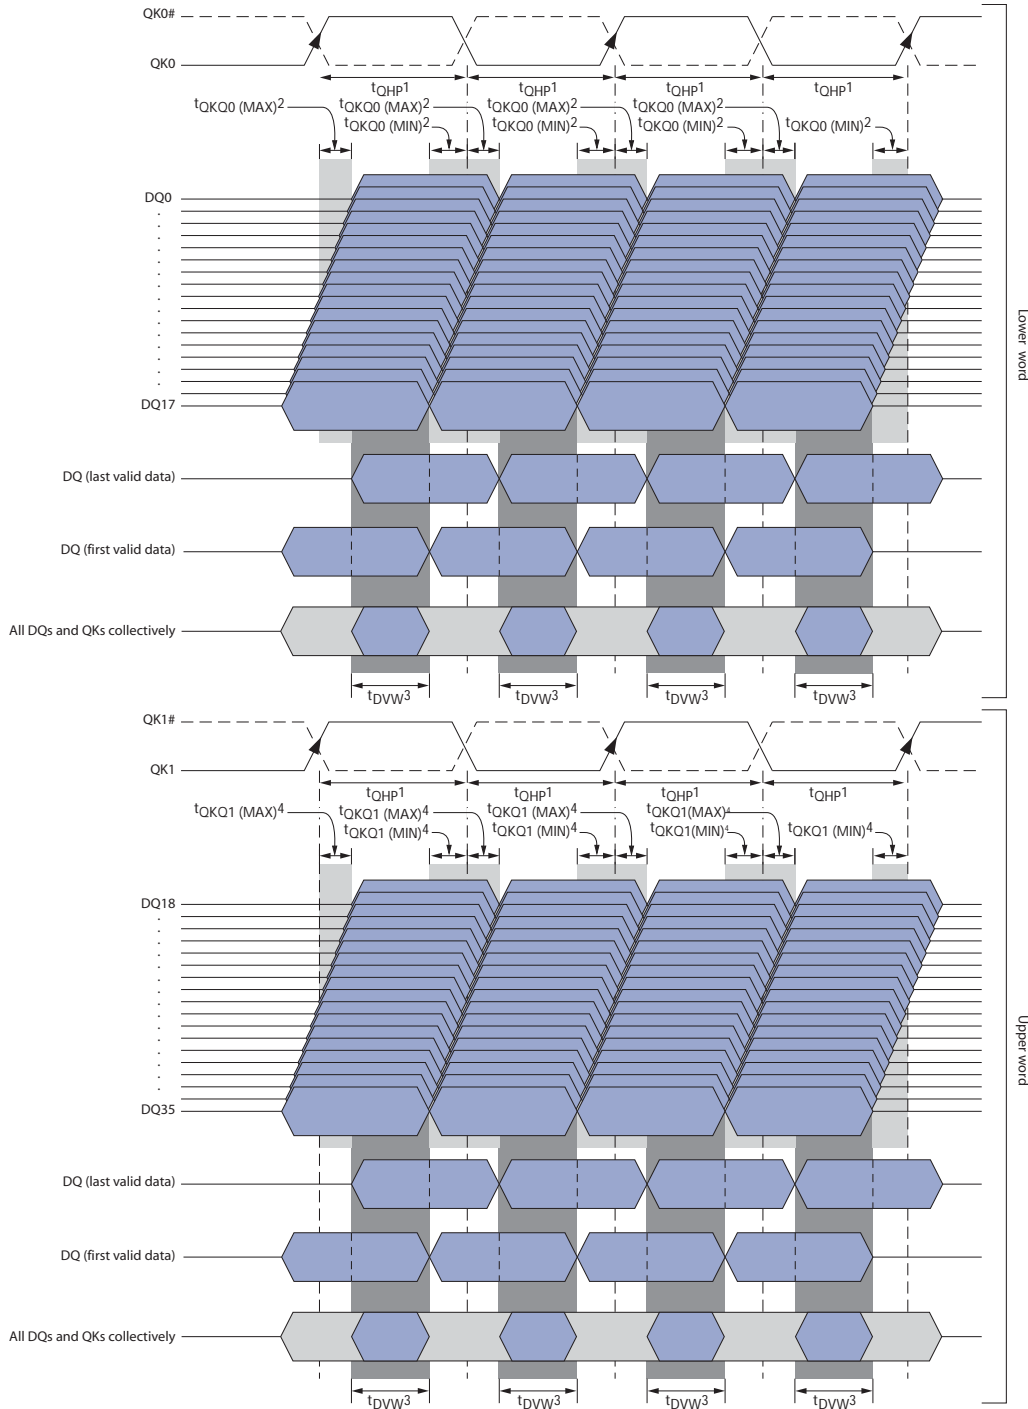 QK0#
QK0
tQHP1 tQHP1 tQHP1 tQHP1
tQKQ0 (MAX)2 tQKQ0 (MAX)2 tQKQ0 (MAX)2 tQKQ0 (MAX)2
tQKQ0 (MIN)2 tQKQ0 (MIN)2 tQKQ0 (MIN)2 tQKQ0 (MIN)2
DQ0
DQ17
Lower word
DQ (last valid data)
DQ (first valid data)
All DQs and QKs collectively
tDVW3 tDVW3 tDVW3 tDVW3
QK1#
QK1
tQHP1 tQHP1 tQHP1 tQHP1
tQKQ1 (MAX)4 tQKQ1 (MAX)4 tQKQ1 (MAX)4 tQKQ1(MAX)4
tQKQ1 (MIN)4 tQKQ1 (MIN)4 tQKQ1(MIN)4 tQKQ1 (MIN)4
DQ18
DQ35
Upper word
DQ (last valid data)
DQ (first valid data)
All DQs and QKs collectively
tDVW3 tDVW3 tDVW3 tDVW3